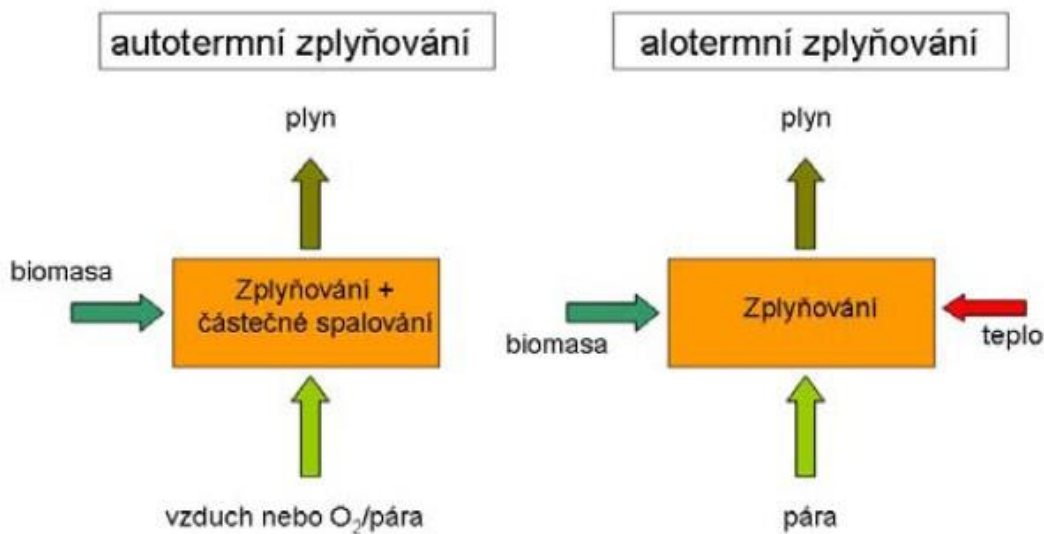 autotermní zplyňování
plyn
biomasa
Zplyňování +
částečné spalování
vzduch nebo O₂/pára
alotermní zplyňování
plyn
biomasa
Zplyňování
teplo
pára